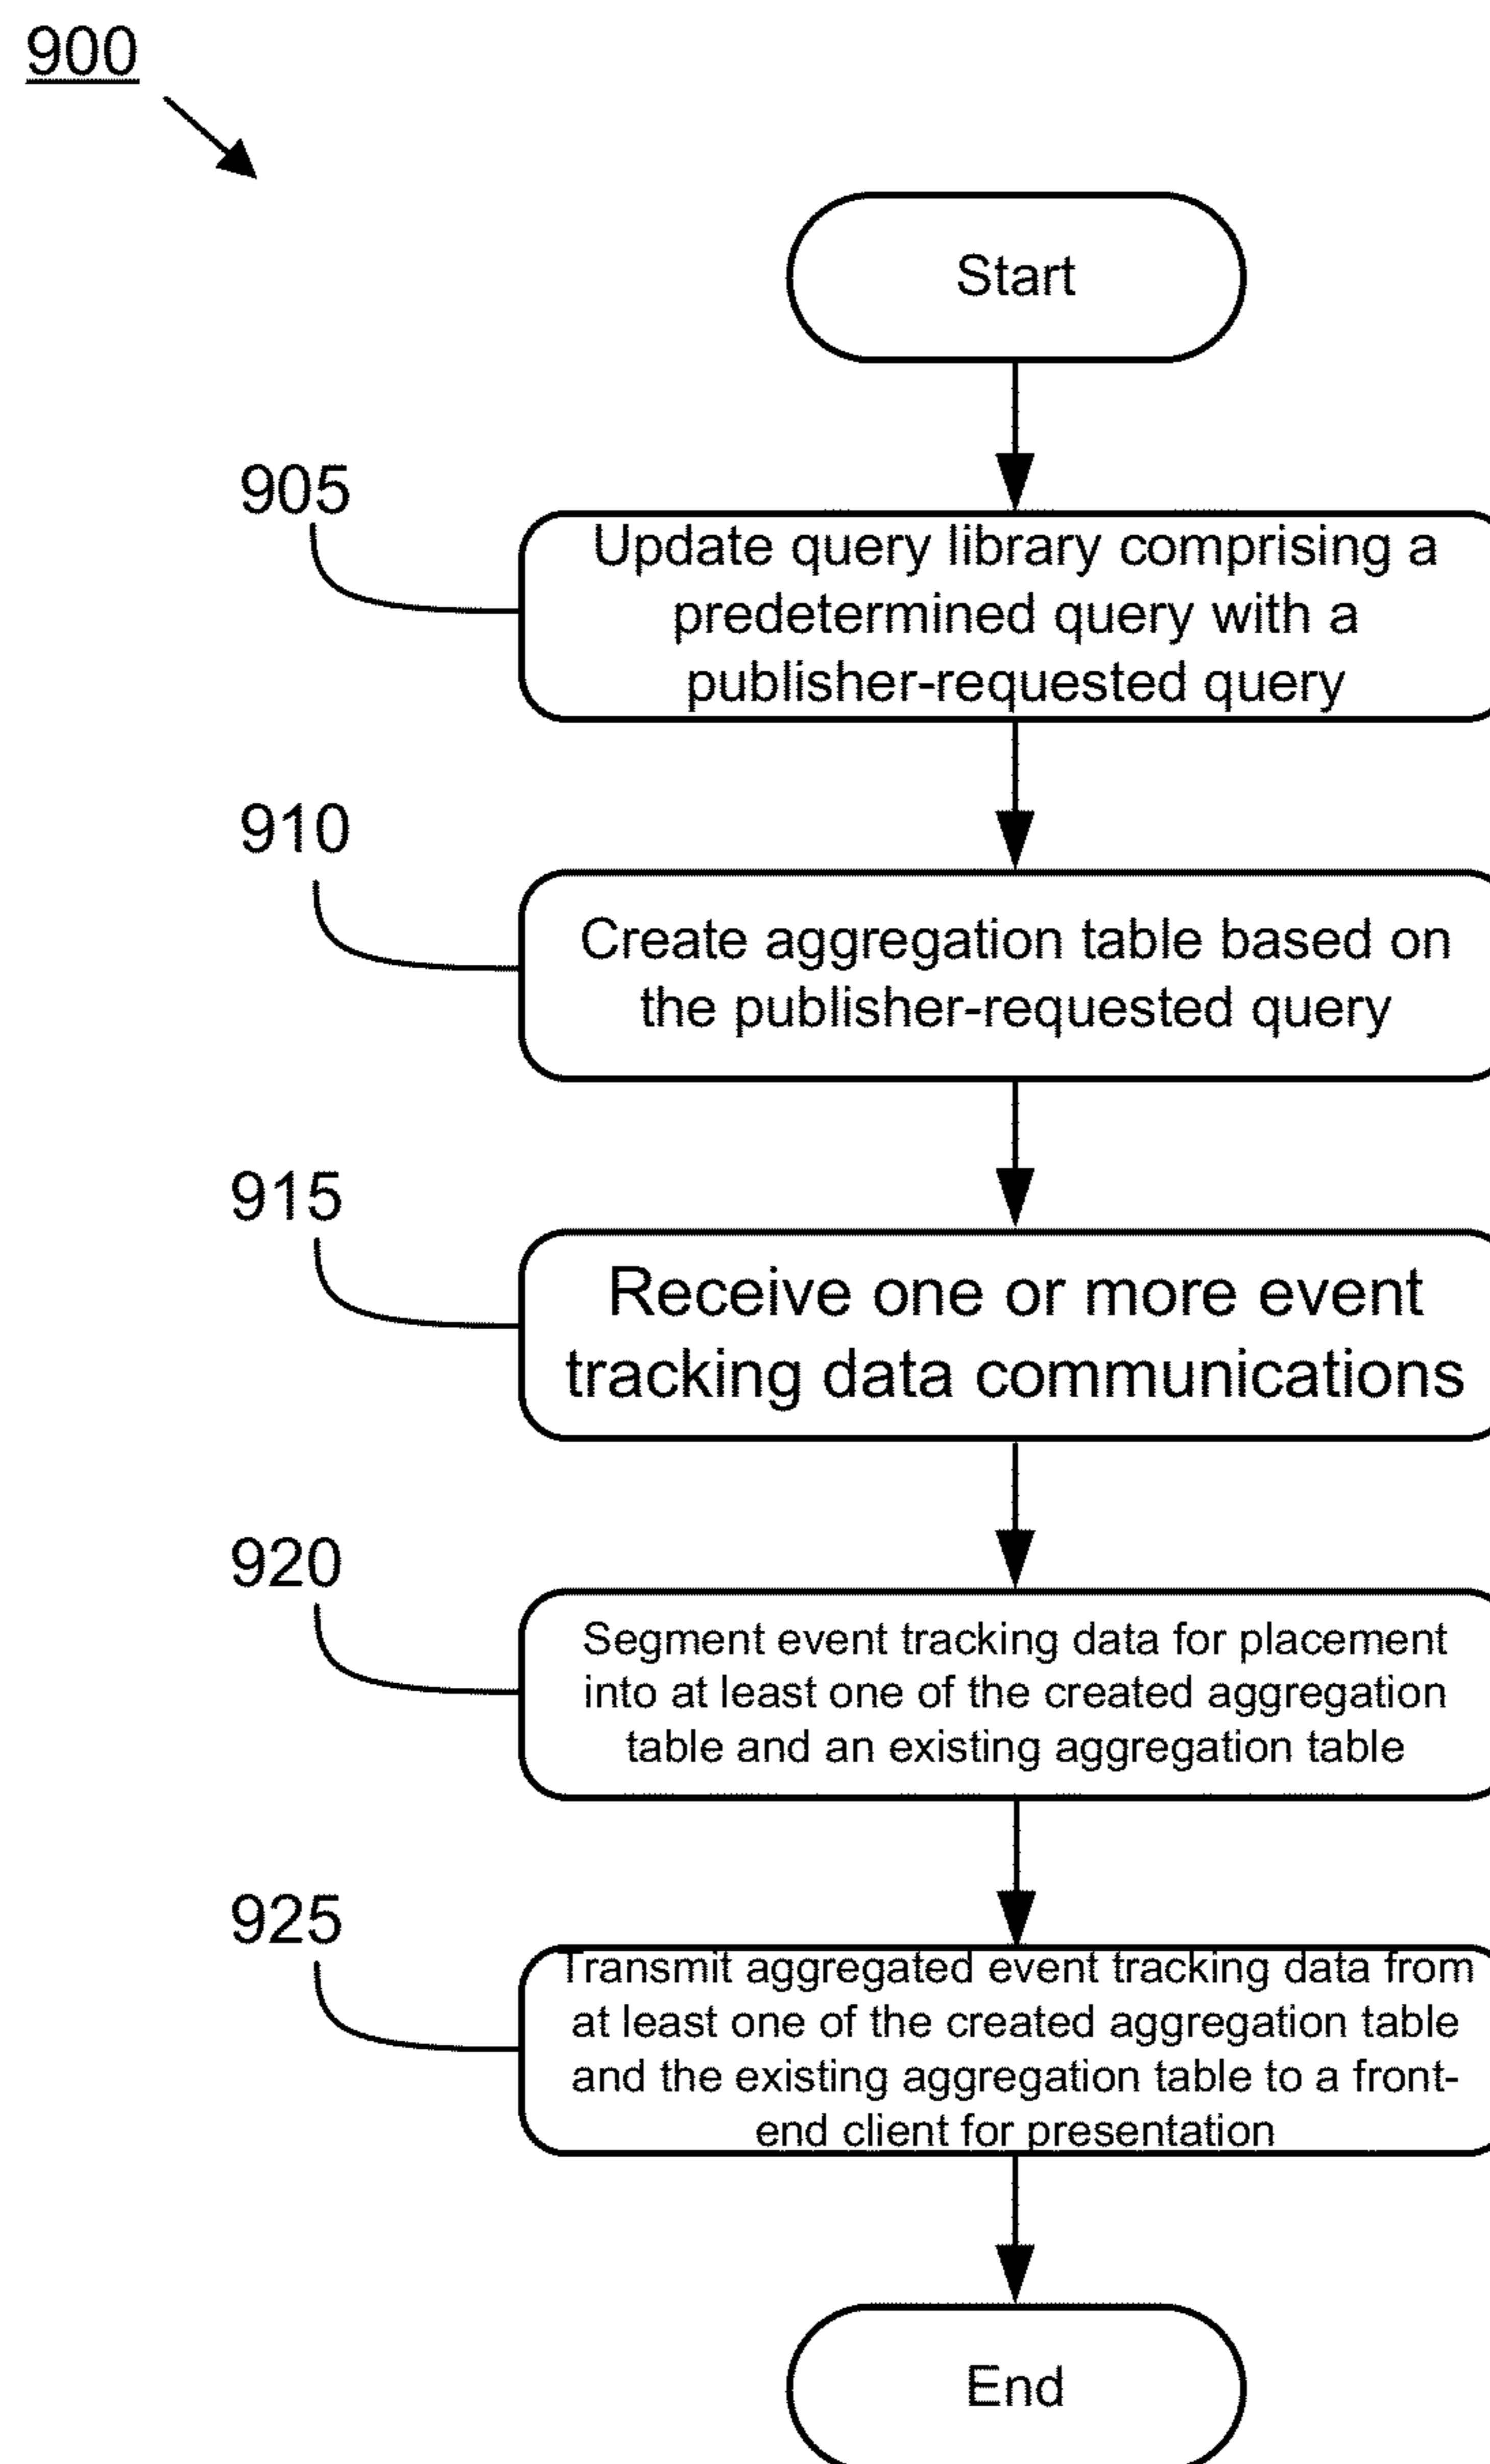 900
Start
905
Update query library comprising a
predetermined query with a
publisher-requested query
910
Create aggregation table based on
the publisher-requested query
915
Receive one or more event
tracking data communications
920
Segment event tracking data for placement
into at least one of the created aggregation
table and an existing aggregation table
925
Transmit aggregated event tracking data from
at least one of the created aggregation table
and the existing aggregation table to a front-
end client for presentation
End